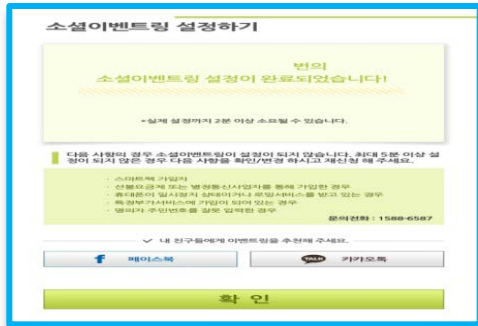 소셜이벤트링 설정하기
번의
소셜이벤트링 설정이 완료되었습니다!
*실제 설정까지 2분 이상 소요될 수 있습니다.
다음 사항의 경우 소셜이벤트링이 설정이 되지 않습니다. 최대 5분 이상 설
정이 되지 않은 경우 다음 사항을 확인/변경 하시고 재신청 해 주세요.
· 스마트책 가입자
· 선불요금제 또는 별정통신사업자를 통해 가입한 경우
· 휴대폰이 일시정지 상태이거나 로밍서비스를 받고 있는 경우
· 특정부가서비스에 가입이 되어 있는 경우
· 명의자 주민번호를 잘못 입력한 경우
문의전화 : 1588-6587
내 친구들에게 이벤트링을 추천해 주세요.
f 페이스북
TALK 카카오톡
확 인